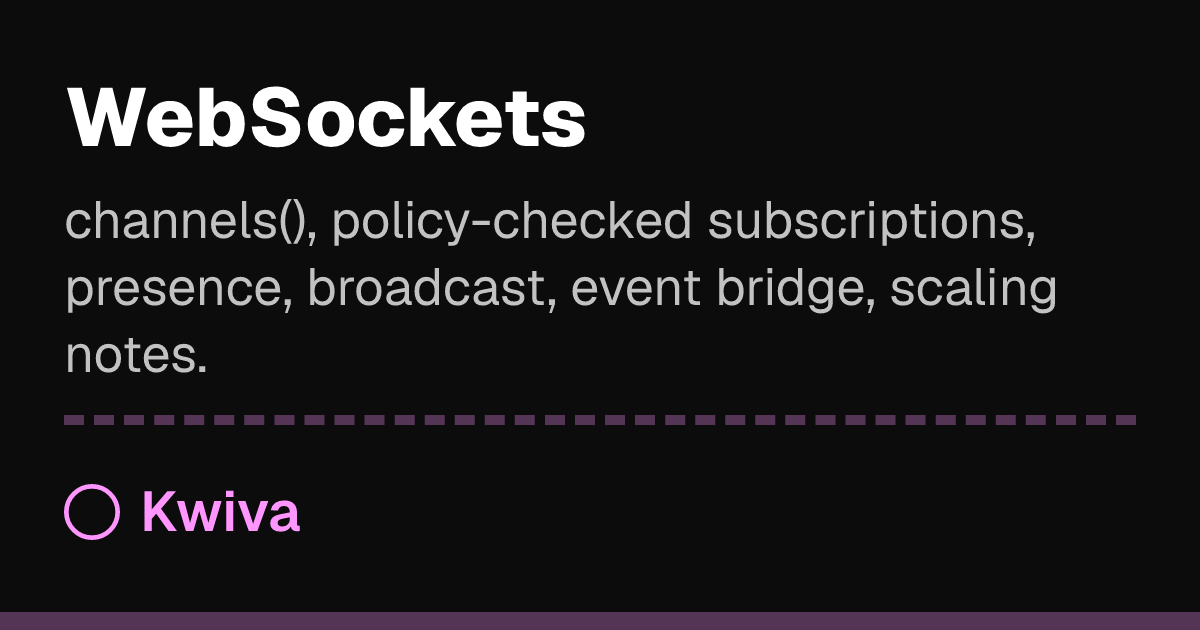 WebSockets
channels(), policy-checked subscriptions,
presence, broadcast, event bridge, scaling
notes.
Kwiva